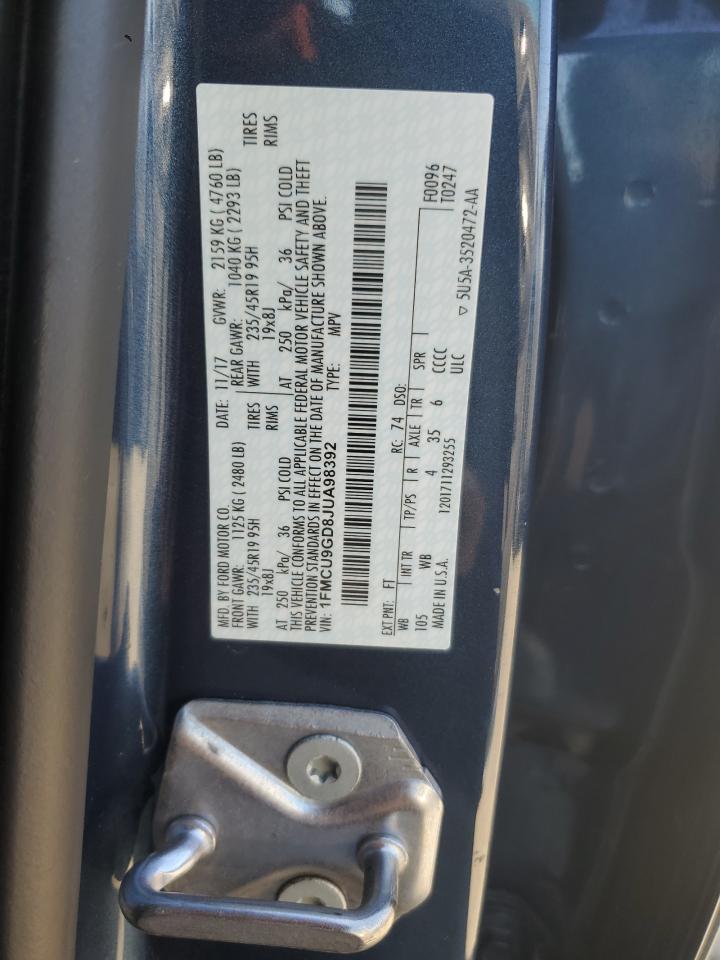 MFD. BY FORD MOTOR CO. DATE: 11/17 GVWR: 2159 KG ( 4760 LB)
FRONT GAWR: 1125 KG ( 2480 LB) REAR GAWR: 1040 KG ( 2293 LB)
WITH 235/45R19 95H TIRES WITH 235/45R19 95H TIRES
19x8J RIMS 19x8J RIMS
AT 250 kPa/ 36 PSI COLD AT 250 kPa/ 36 PSI COLD
THIS VEHICLE CONFORMS TO ALL APPLICABLE FEDERAL MOTOR VEHICLE SAFETY AND THEFT
PREVENTION STANDARDS IN EFFECT ON THE DATE OF MANUFACTURE SHOWN ABOVE.
VIN: 1FMCU9GD8JUA98392 TYPE: MPV
EXT PNT: FT RC: 74 DSO: F0096
WB INT TR TP/PS R AXLE TR SPR T0247
105 WB 4 35 6 CCCC
MADE IN U.S.A. 1201711293255 ULC ▽ 5U5A-3520472-AA